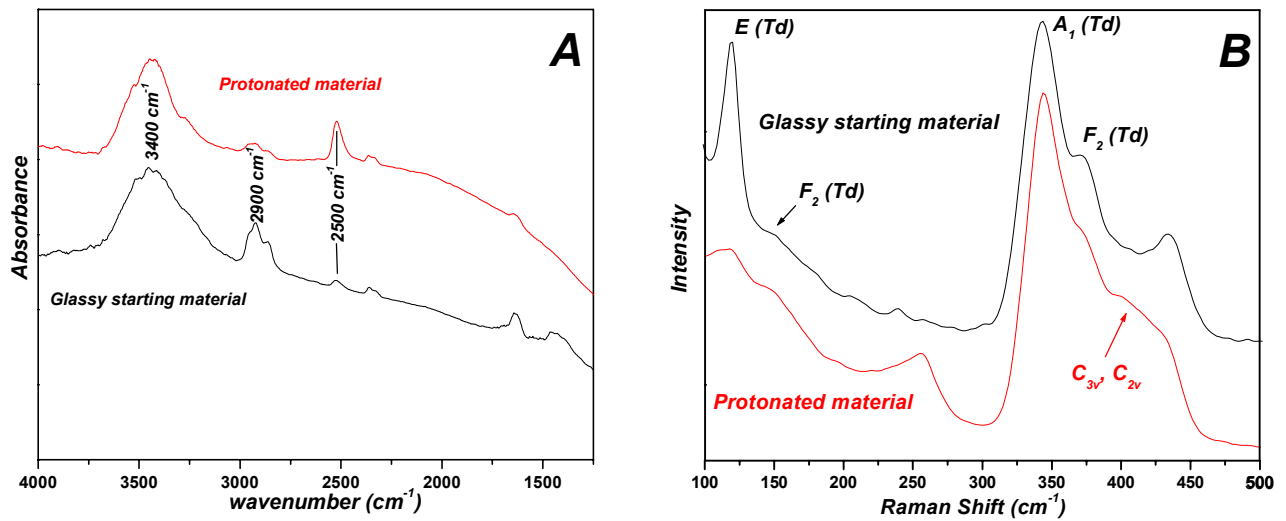 A
Protonated material
3400 cm⁻¹
2900 cm⁻¹
2500 cm⁻¹
Glassy starting material
Absorbance
4000 3500 3000 2500 2000 1500
wavenumber (cm⁻¹)
B
E (Td)
A₁ (Td)
Glassy starting material
F₂ (Td)
F₂ (Td)
C₃ᵥ, C₂ᵥ
Protonated material
Intensity
100 150 200 250 300 350 400 450 500
Raman Shift (cm⁻¹)